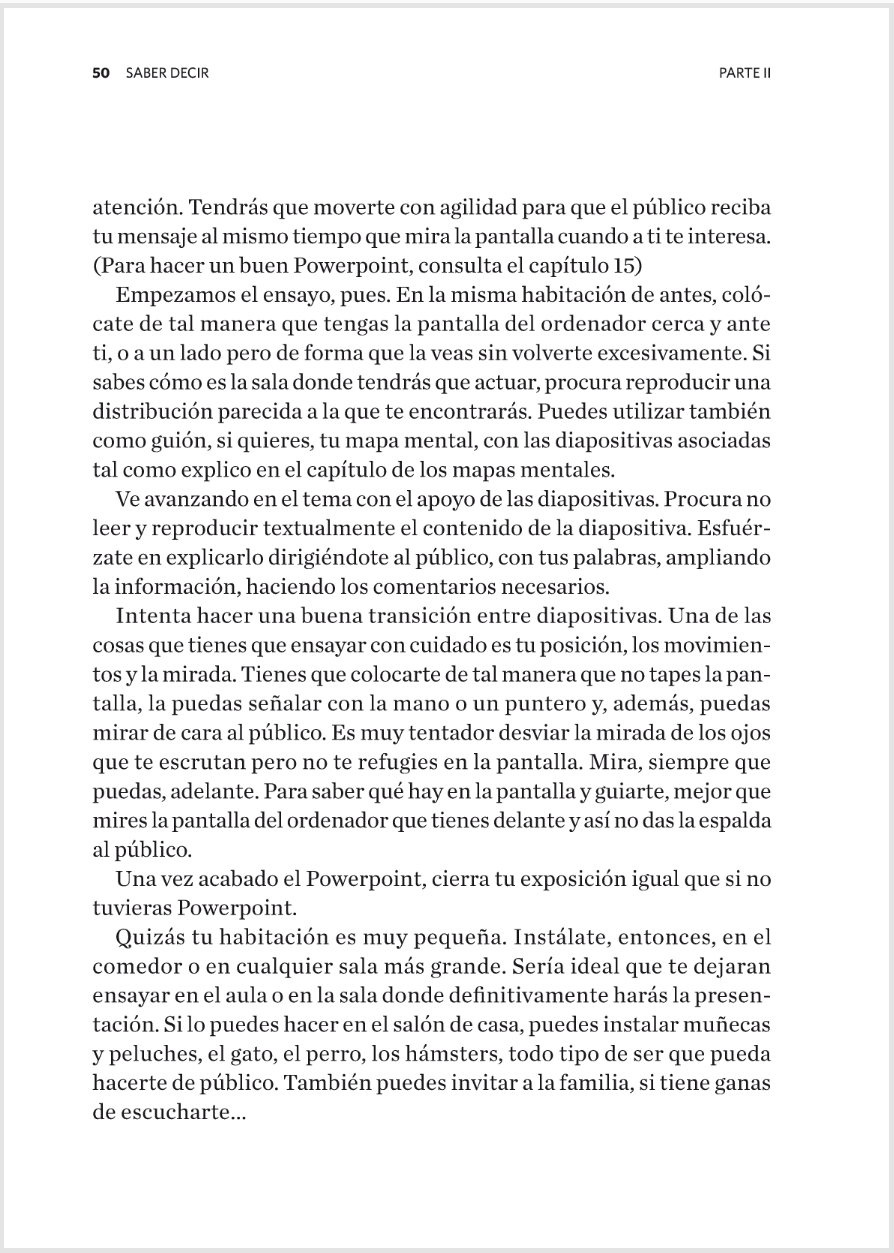 50 SABER DECIR PARTE II
atención. Tendrás que moverte con agilidad para que el público reciba
tu mensaje al mismo tiempo que mira la pantalla cuando a ti te interesa.
(Para hacer un buen Powerpoint, consulta el capítulo 15)
Empezamos el ensayo, pues. En la misma habitación de antes, coló-
cate de tal manera que tengas la pantalla del ordenador cerca y ante
ti, o a un lado pero de forma que la veas sin volverte excesivamente. Si
sabes cómo es la sala donde tendrás que actuar, procura reproducir una
distribución parecida a la que te encontrarás. Puedes utilizar también
como guión, si quieres, tu mapa mental, con las diapositivas asociadas
tal como explico en el capítulo de los mapas mentales.
Ve avanzando en el tema con el apoyo de las diapositivas. Procura no
leer y reproducir textualmente el contenido de la diapositiva. Esfuér-
zate en explicarlo dirigiéndote al público, con tus palabras, ampliando
la información, haciendo los comentarios necesarios.
Intenta hacer una buena transición entre diapositivas. Una de las
cosas que tienes que ensayar con cuidado es tu posición, los movimien-
tos y la mirada. Tienes que colocarte de tal manera que no tapes la pan-
talla, la puedas señalar con la mano o un puntero y, además, puedas
mirar de cara al público. Es muy tentador desviar la mirada de los ojos
que te escrutan pero no te refugies en la pantalla. Mira, siempre que
puedas, adelante. Para saber qué hay en la pantalla y guiarte, mejor que
mires la pantalla del ordenador que tienes delante y así no das la espalda
al público.
Una vez acabado el Powerpoint, cierra tu exposición igual que si no
tuvieras Powerpoint.
Quizás tu habitación es muy pequeña. Instálate, entonces, en el
comedor o en cualquier sala más grande. Sería ideal que te dejaran
ensayar en el aula o en la sala donde definitivamente harás la presen-
tación. Si lo puedes hacer en el salón de casa, puedes instalar muñecas
y peluches, el gato, el perro, los hámsters, todo tipo de ser que pueda
hacerte de público. También puedes invitar a la familia, si tiene ganas
de escucharte...